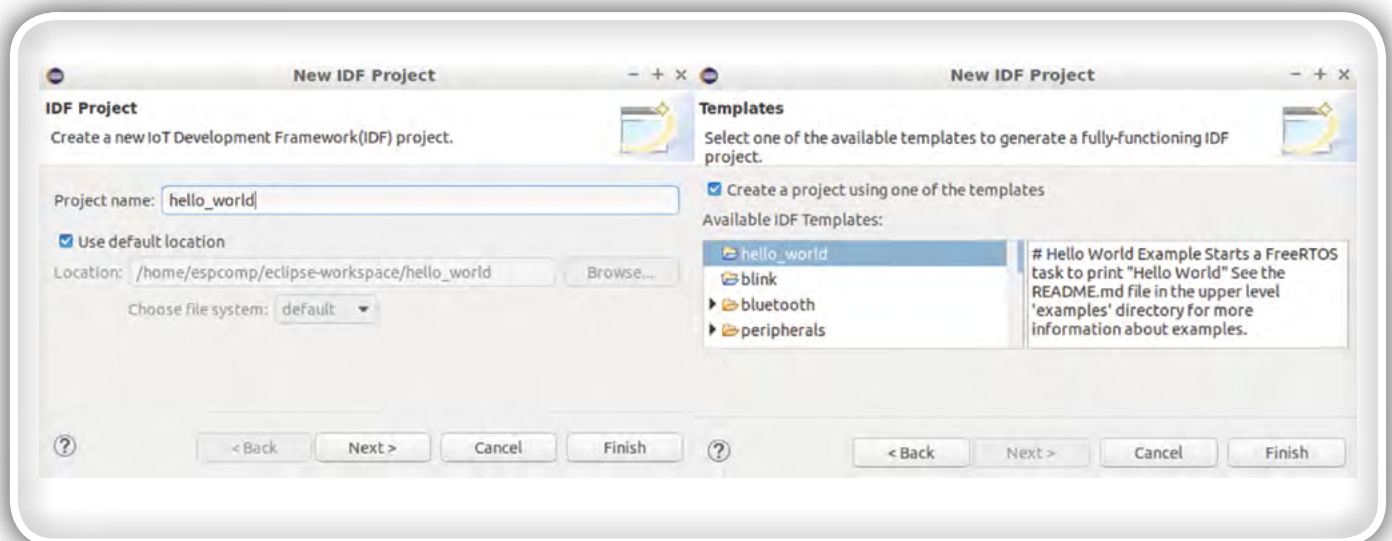 New IDF Project
IDF Project
Create a new IoT Development Framework(IDF) project.
Project name: hello_world
Use default location
Location: /home/espcomp/eclipse-workspace/hello_world Browse...
Choose file system: default
? < Back Next > Cancel Finish
New IDF Project
Templates
Select one of the available templates to generate a fully-functioning IDF
project.
Create a project using one of the templates
Available IDF Templates:
hello_world
blink
bluetooth
peripherals
# Hello World Example Starts a FreeRTOS
task to print "Hello World" See the
README.md file in the upper level
'examples' directory for more
information about examples.
? < Back Next > Cancel Finish